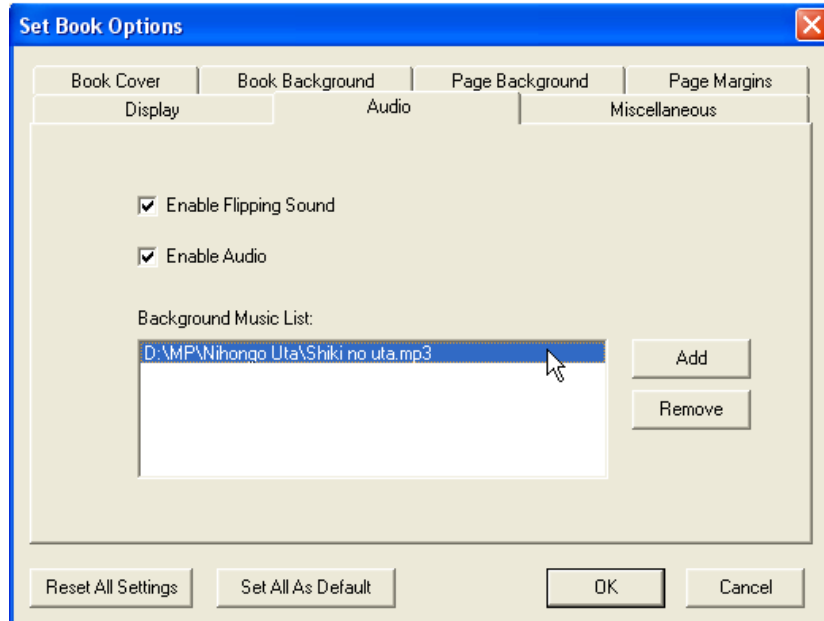 Set Book Options
Book Cover Book Background Page Background Page Margins
Display Audio Miscellaneous
Enable Flipping Sound
Enable Audio
Background Music List:
D:\MP\Nihongo Uta\Shiki no uta.mp3
Add
Remove
Reset All Settings Set All As Default OK Cancel